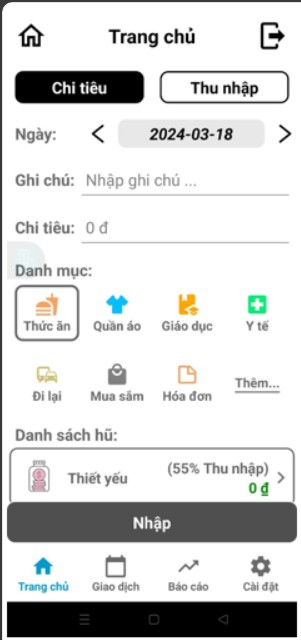 Trang chủ
Chi tiêu Thu nhập
Ngày: 2024-03-18
Ghi chú: Nhập ghi chú ...
Chi tiêu: 0 đ
Danh mục:
Thức ăn Quần áo Giáo dục Y tế
Đi lại Mua sắm Hóa đơn Thêm...
Danh sách hũ:
Thiết yếu (55% Thu nhập)
0 ₫
Nhập
Trang chủ Giao dịch Báo cáo Cài đặt